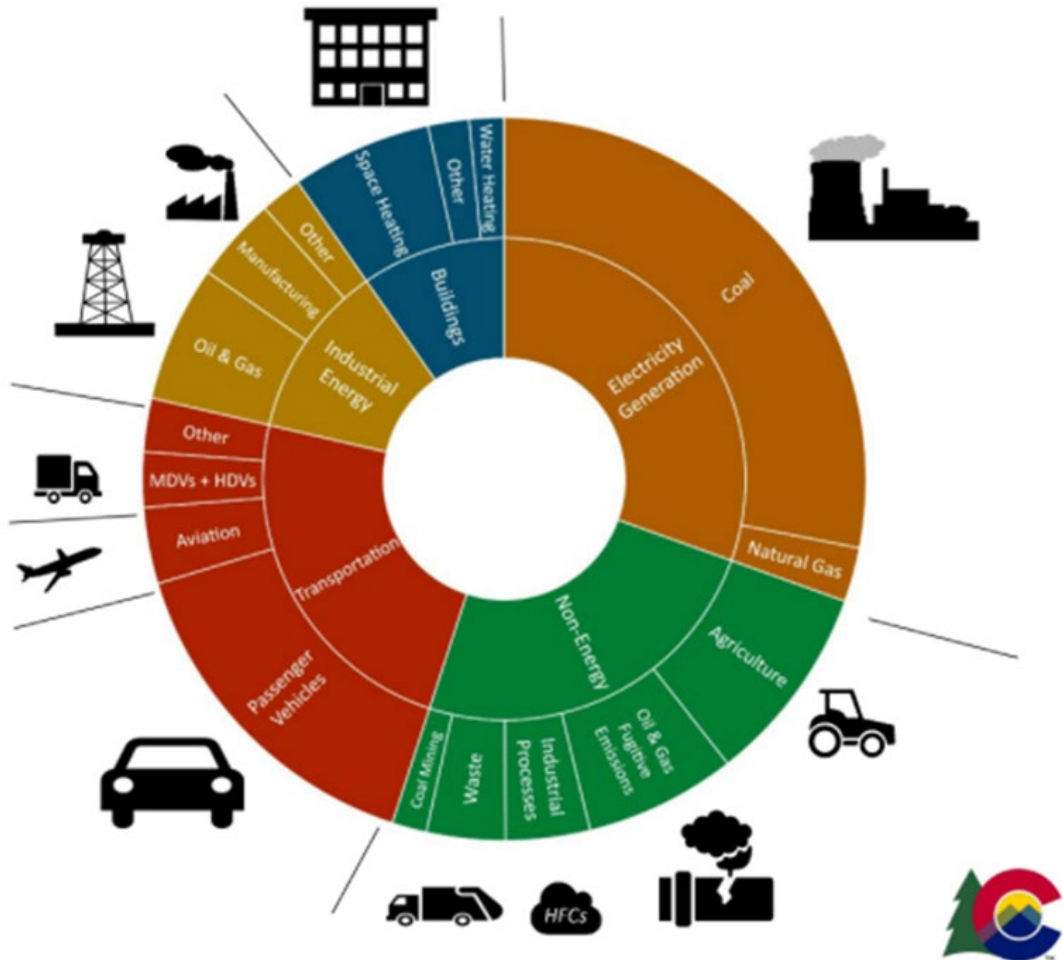 Space Heating
Other
Water Heating
Buildings
Coal
Electricity
Generation
Natural Gas
Other
Manufacturing
Oil & Gas
Industrial
Energy
Other
MDVs + HDVs
Aviation
Passenger
Vehicles
Transportation
Non-Energy
Agriculture
Oil & Gas
Fugitive
Emissions
Industrial
Processes
Waste
Coal Mining
HFCs